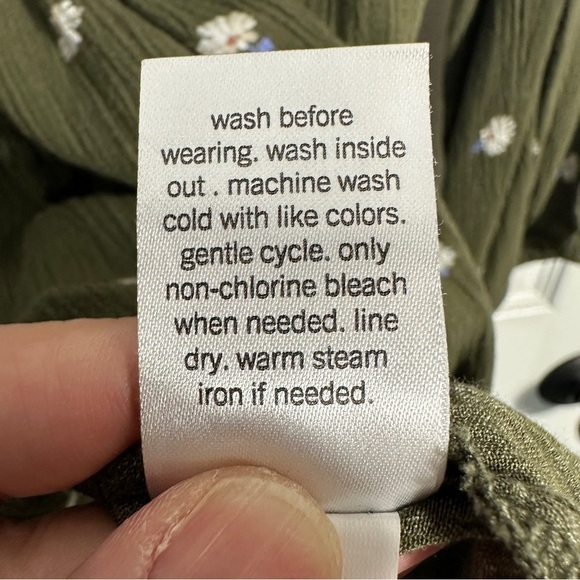 wash before
wearing. wash inside
out . machine wash
cold with like colors.
gentle cycle. only
non-chlorine bleach
when needed. line
dry. warm steam
iron if needed.